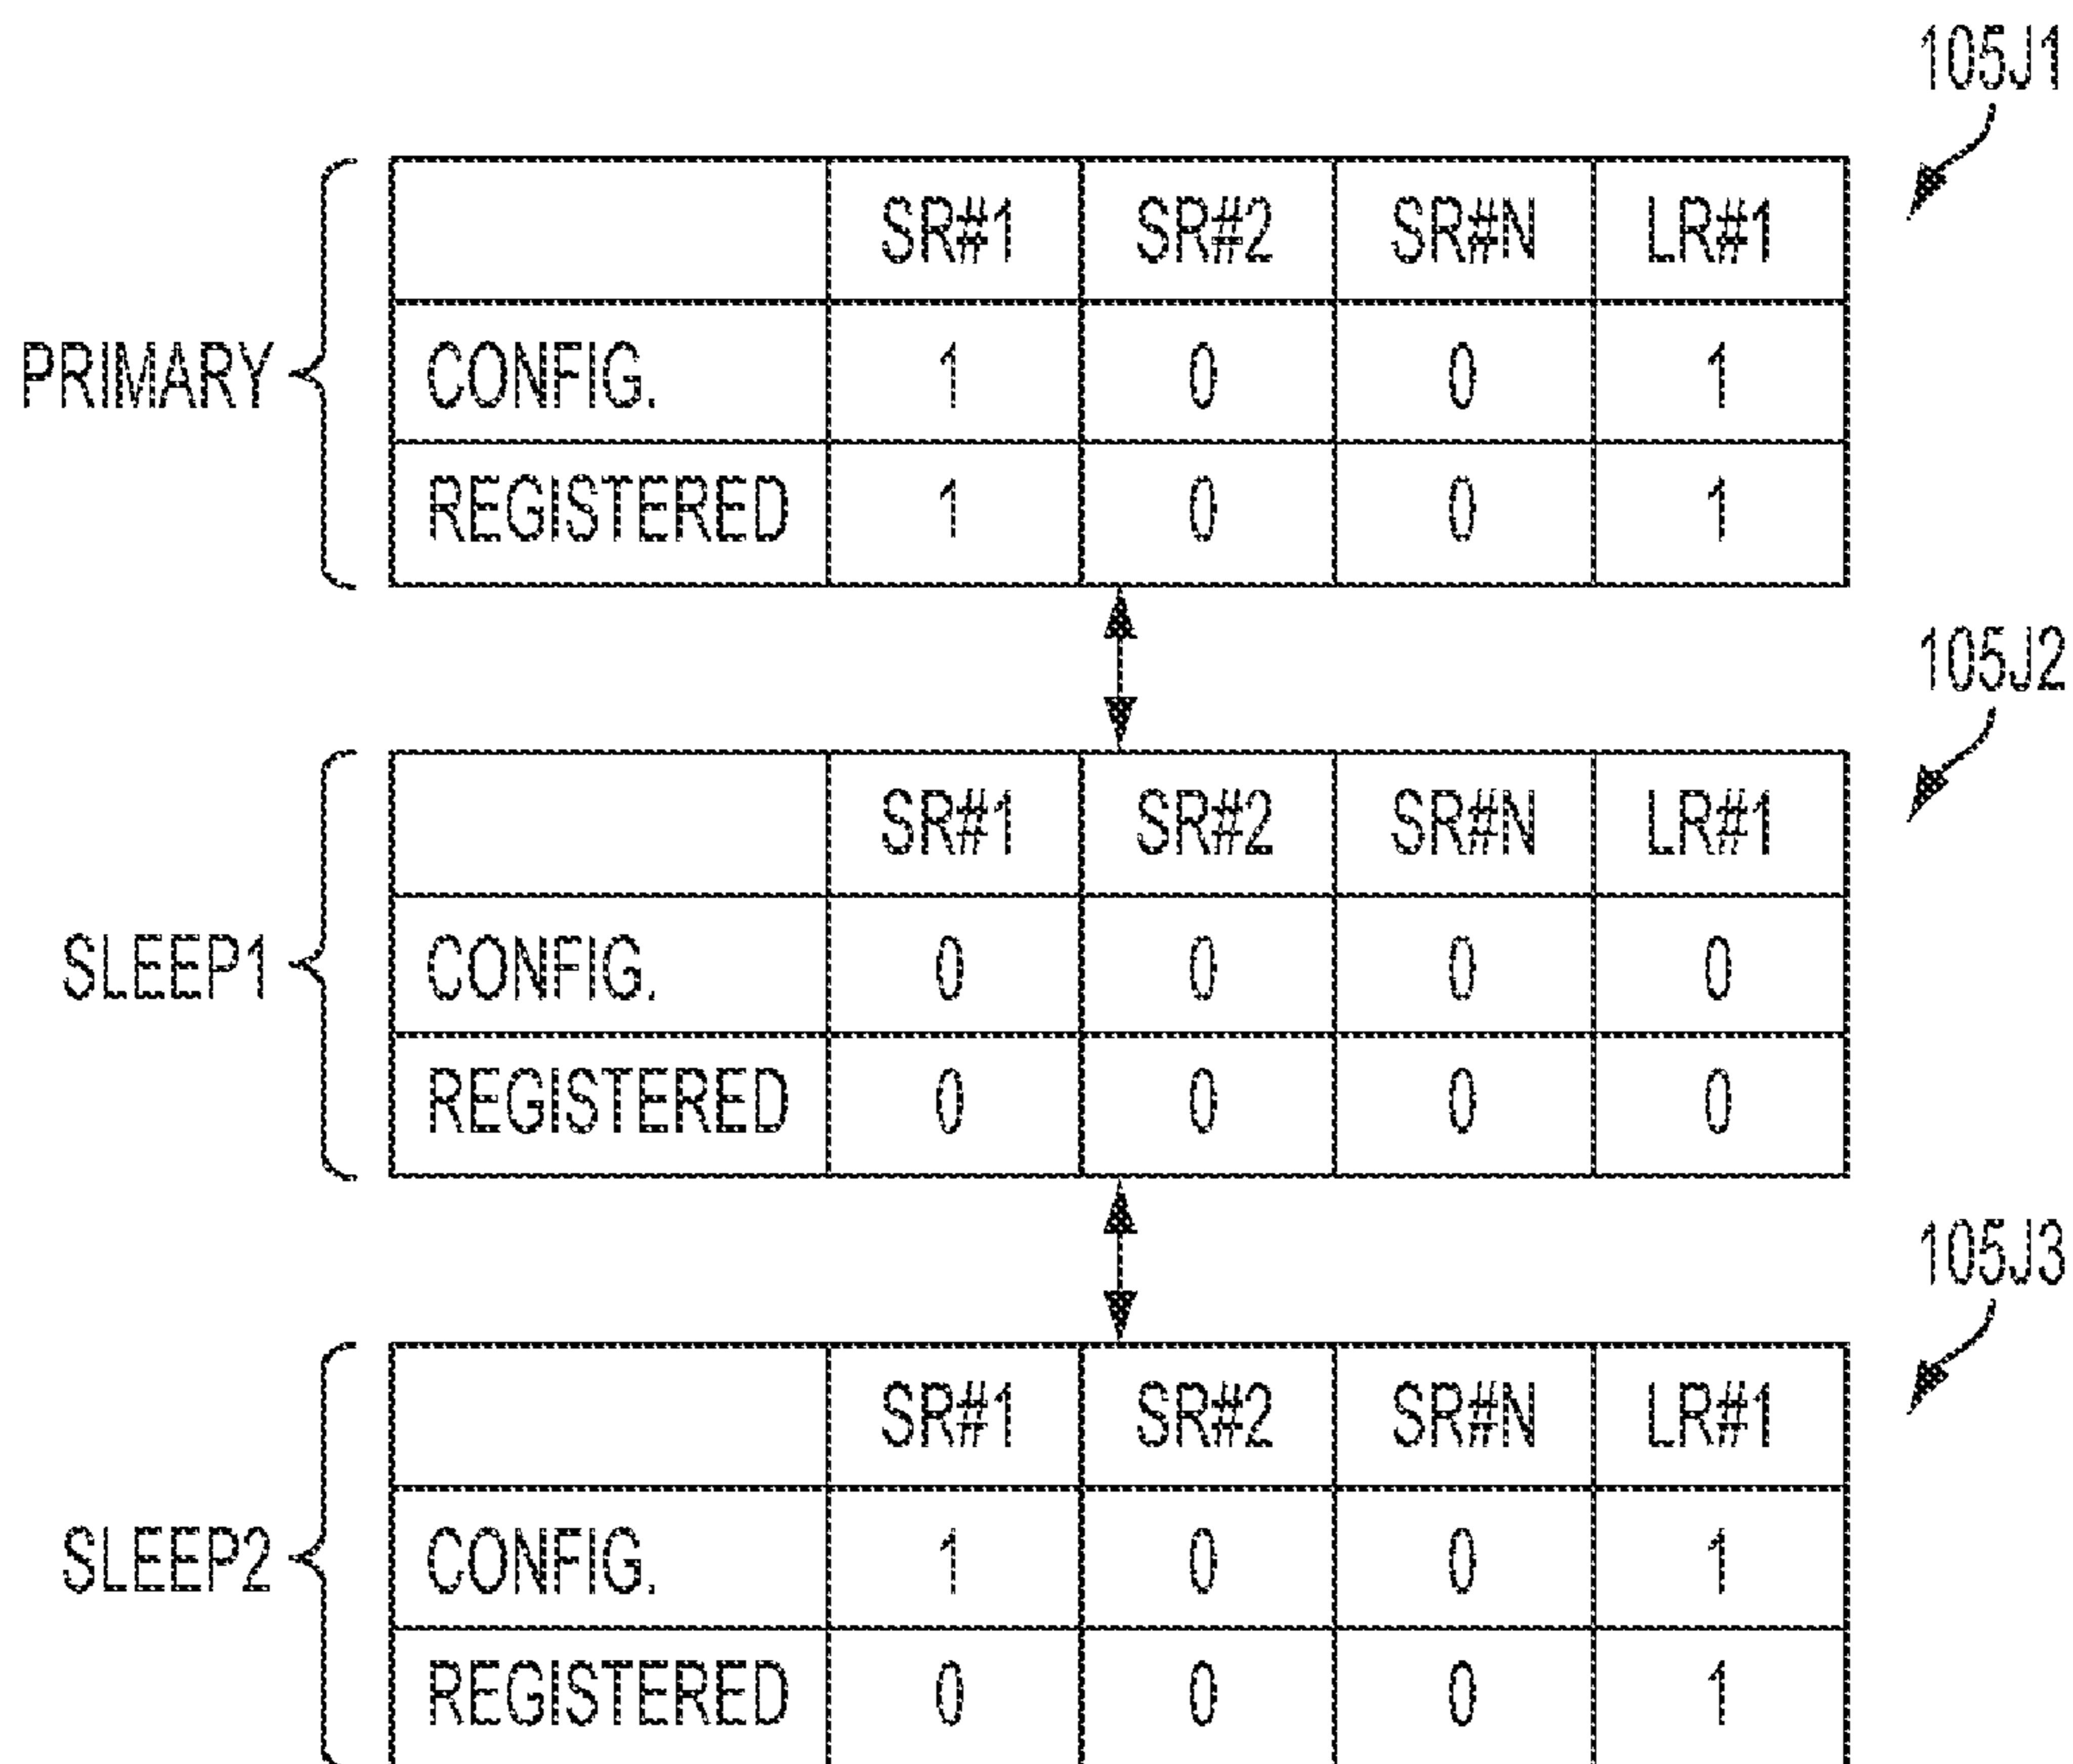 105J1
SR#1 SR#2 SR#N LR#1
PRIMARY CONFIG. 1 0 0 1
REGISTERED 1 0 0 1
105J2
SR#1 SR#2 SR#N LR#1
SLEEP1 CONFIG. 0 0 0 0
REGISTERED 0 0 0 0
105J3
SR#1 SR#2 SR#N LR#1
SLEEP2 CONFIG. 1 0 0 1
REGISTERED 0 0 0 1